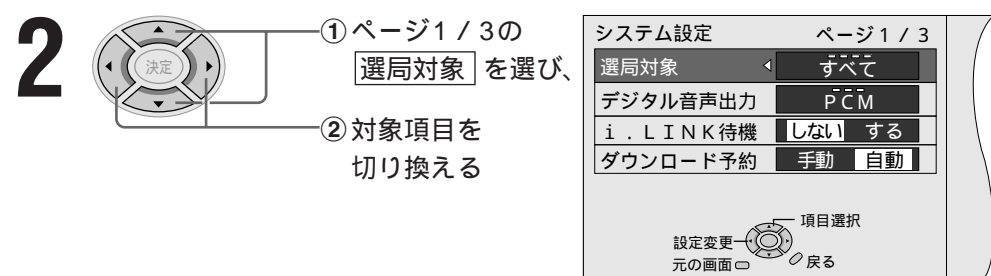 2
決定
①ページ1/3の
選局対象 を選び、
②対象項目を
切り換える
システム設定 ページ1/3
選局対象 すべて
デジタル音声出力 PCM
i.LINK待機 しない する
ダウンロード予約 手動 自動
項目選択
設定変更
元の画面 戻る